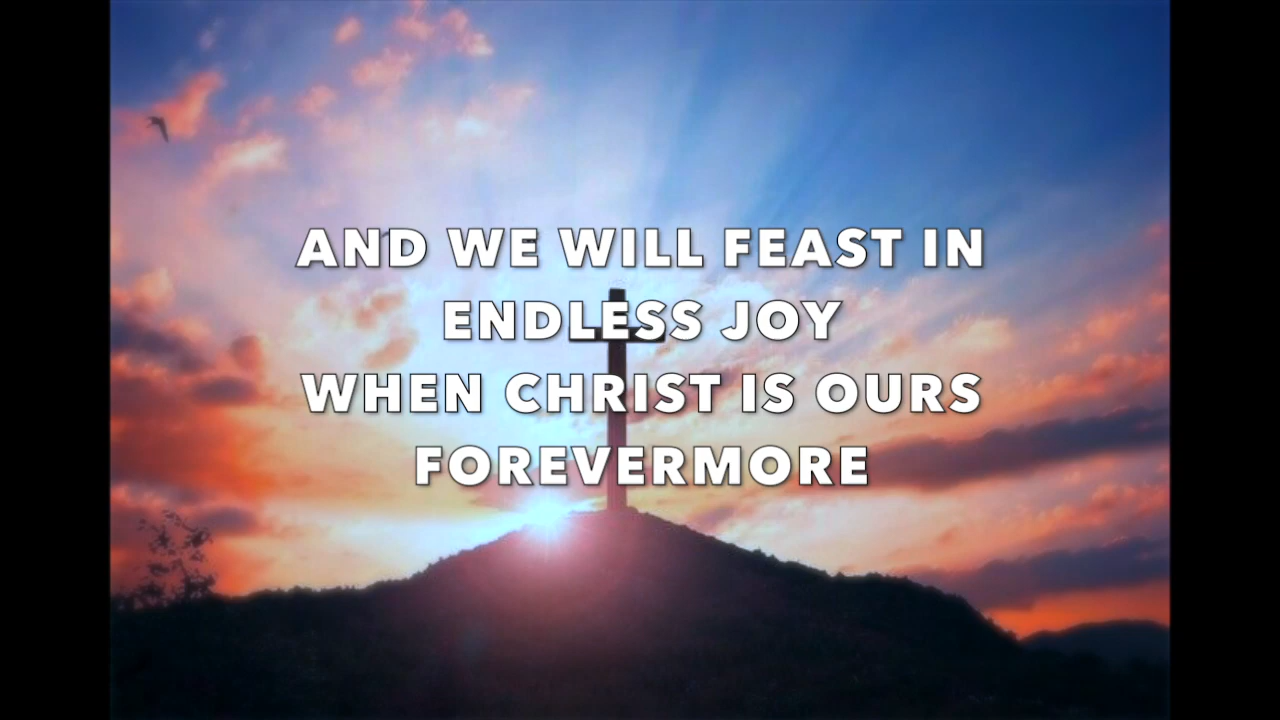 AND WE WILL FEAST IN
ENDLESS JOY
WHEN CHRIST IS OURS
FOREVERMORE